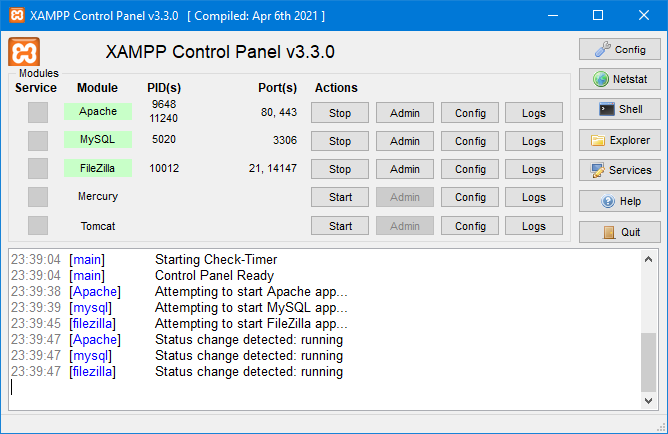 XAMPP Control Panel v3.3.0 [ Compiled: Apr 6th 2021 ]
XAMPP Control Panel v3.3.0
Config
Modules
Service Module PID(s) Port(s) Actions
Netstat
Apache 9648 11240 80, 443 Stop Admin Config Logs
Shell
MySQL 5020 3306 Stop Admin Config Logs
Explorer
FileZilla 10012 21, 14147 Stop Admin Config Logs
Services
Mercury Start Admin Config Logs
Help
Tomcat Start Admin Config Logs
Quit
23:39:04 [main] Starting Check-Timer
23:39:04 [main] Control Panel Ready
23:39:38 [Apache] Attempting to start Apache app...
23:39:39 [mysql] Attempting to start MySQL app...
23:39:45 [filezilla] Attempting to start FileZilla app...
23:39:47 [Apache] Status change detected: running
23:39:47 [mysql] Status change detected: running
23:39:47 [filezilla] Status change detected: running